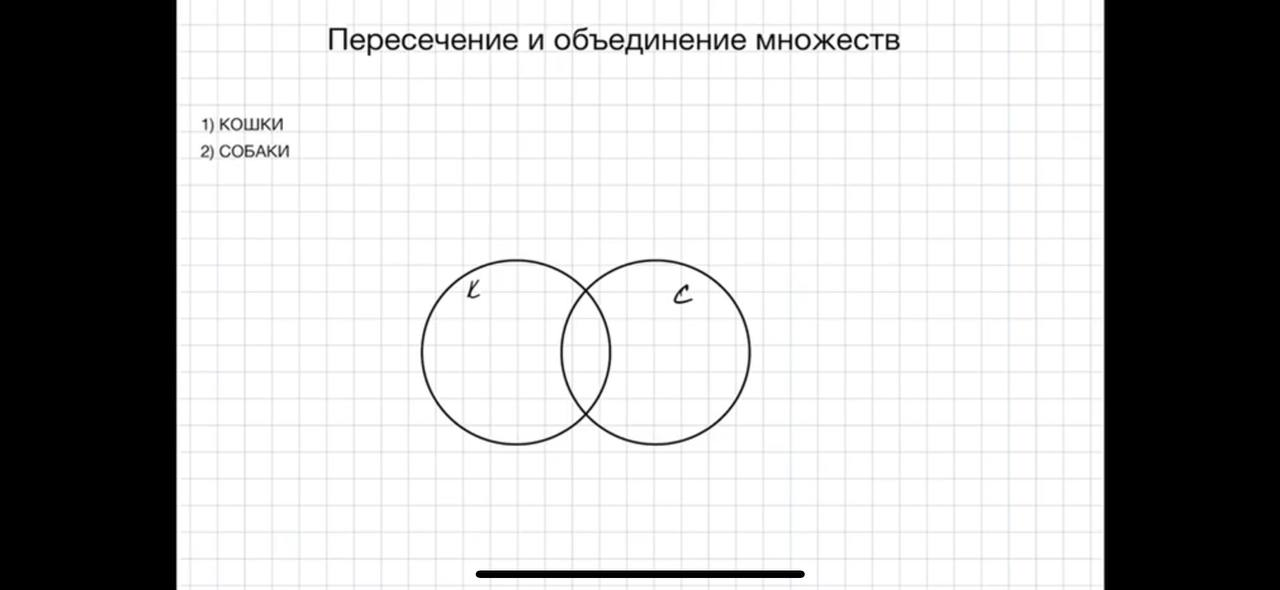 Пересечение и объединение множеств
1) КОШКИ
2) СОБАКИ
К С